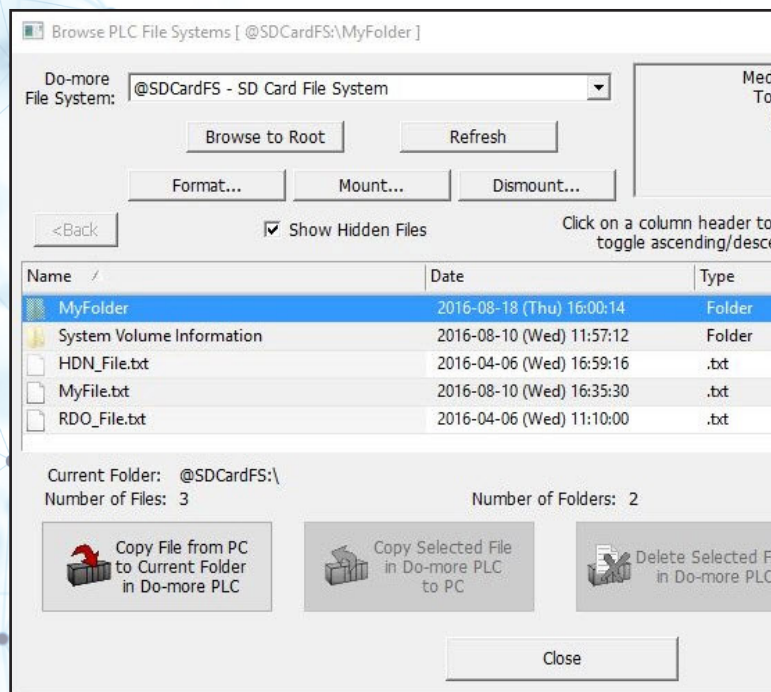 Browse PLC File Systems [ @SDCardFS:\MyFolder ]
Do-more
File System:
@SDCardFS - SD Card File System
Browse to Root
Refresh
Format...
Mount...
Dismount...
<Back
Show Hidden Files
Click on a column header to
toggle ascending/desce
Med
To
Name Date Type
MyFolder 2016-08-18 (Thu) 16:00:14 Folder
System Volume Information 2016-08-10 (Wed) 11:57:12 Folder
HDN_File.txt 2016-04-06 (Wed) 16:59:16 .txt
MyFile.txt 2016-08-10 (Wed) 16:35:30 .txt
RDO_File.txt 2016-04-06 (Wed) 11:10:00 .txt
Current Folder: @SDCardFS:\
Number of Files: 3
Number of Folders: 2
Copy File from PC
to Current Folder
in Do-more PLC
Copy Selected File
in Do-more PLC
to PC
Delete Selected F
in Do-more PLC
Close